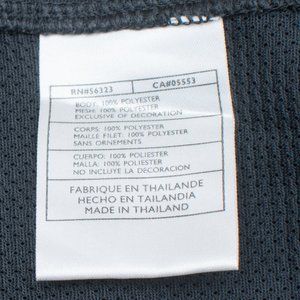 RN#56323 CA#05553
BODY: 100% POLYESTER
MESH: 100% POLYESTER
EXCLUSIVE OF DECORATION
CORPS: 100% POLYESTER
MAILLE FILET: 100% POLYESTER
SANS ORNEMENTS
CUERPO: 100% POLIESTER
MALLA: 100% POLIESTER
NO INCLUYE LA DECORACION
FABRIQUE EN THAILANDE
HECHO EN TAILANDIA
MADE IN THAILAND